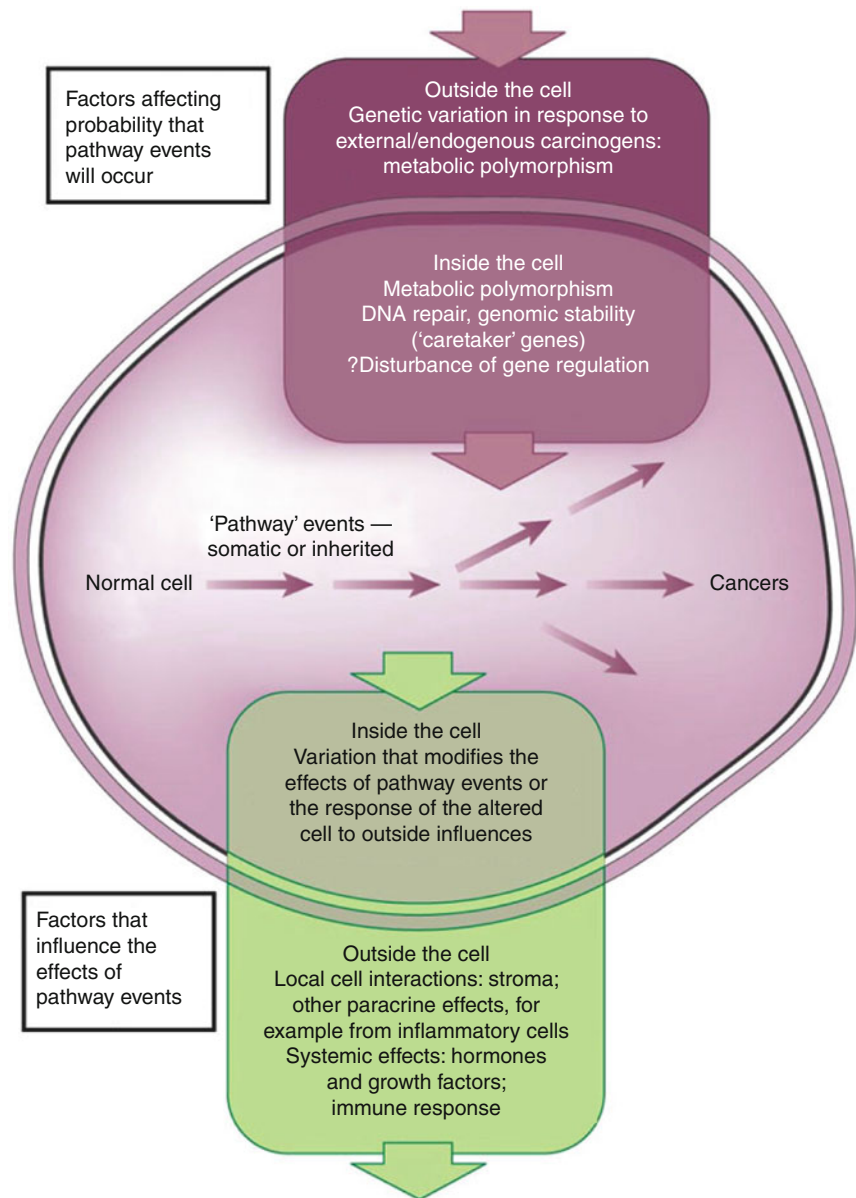 Factors affecting
probability that
pathway events
will occur
Outside the cell
Genetic variation in response to
external/endogenous carcinogens:
metabolic polymorphism
Inside the cell
Metabolic polymorphism
DNA repair, genomic stability
(‘caretaker’ genes)
?Disturbance of gene regulation
‘Pathway’ events —
somatic or inherited
Normal cell
Cancers
Inside the cell
Variation that modifies the
effects of pathway events or
the response of the altered
cell to outside influences
Factors that
influence the
effects of
pathway events
Outside the cell
Local cell interactions: stroma;
other paracrine effects, for
example from inflammatory cells
Systemic effects: hormones
and growth factors;
immune response